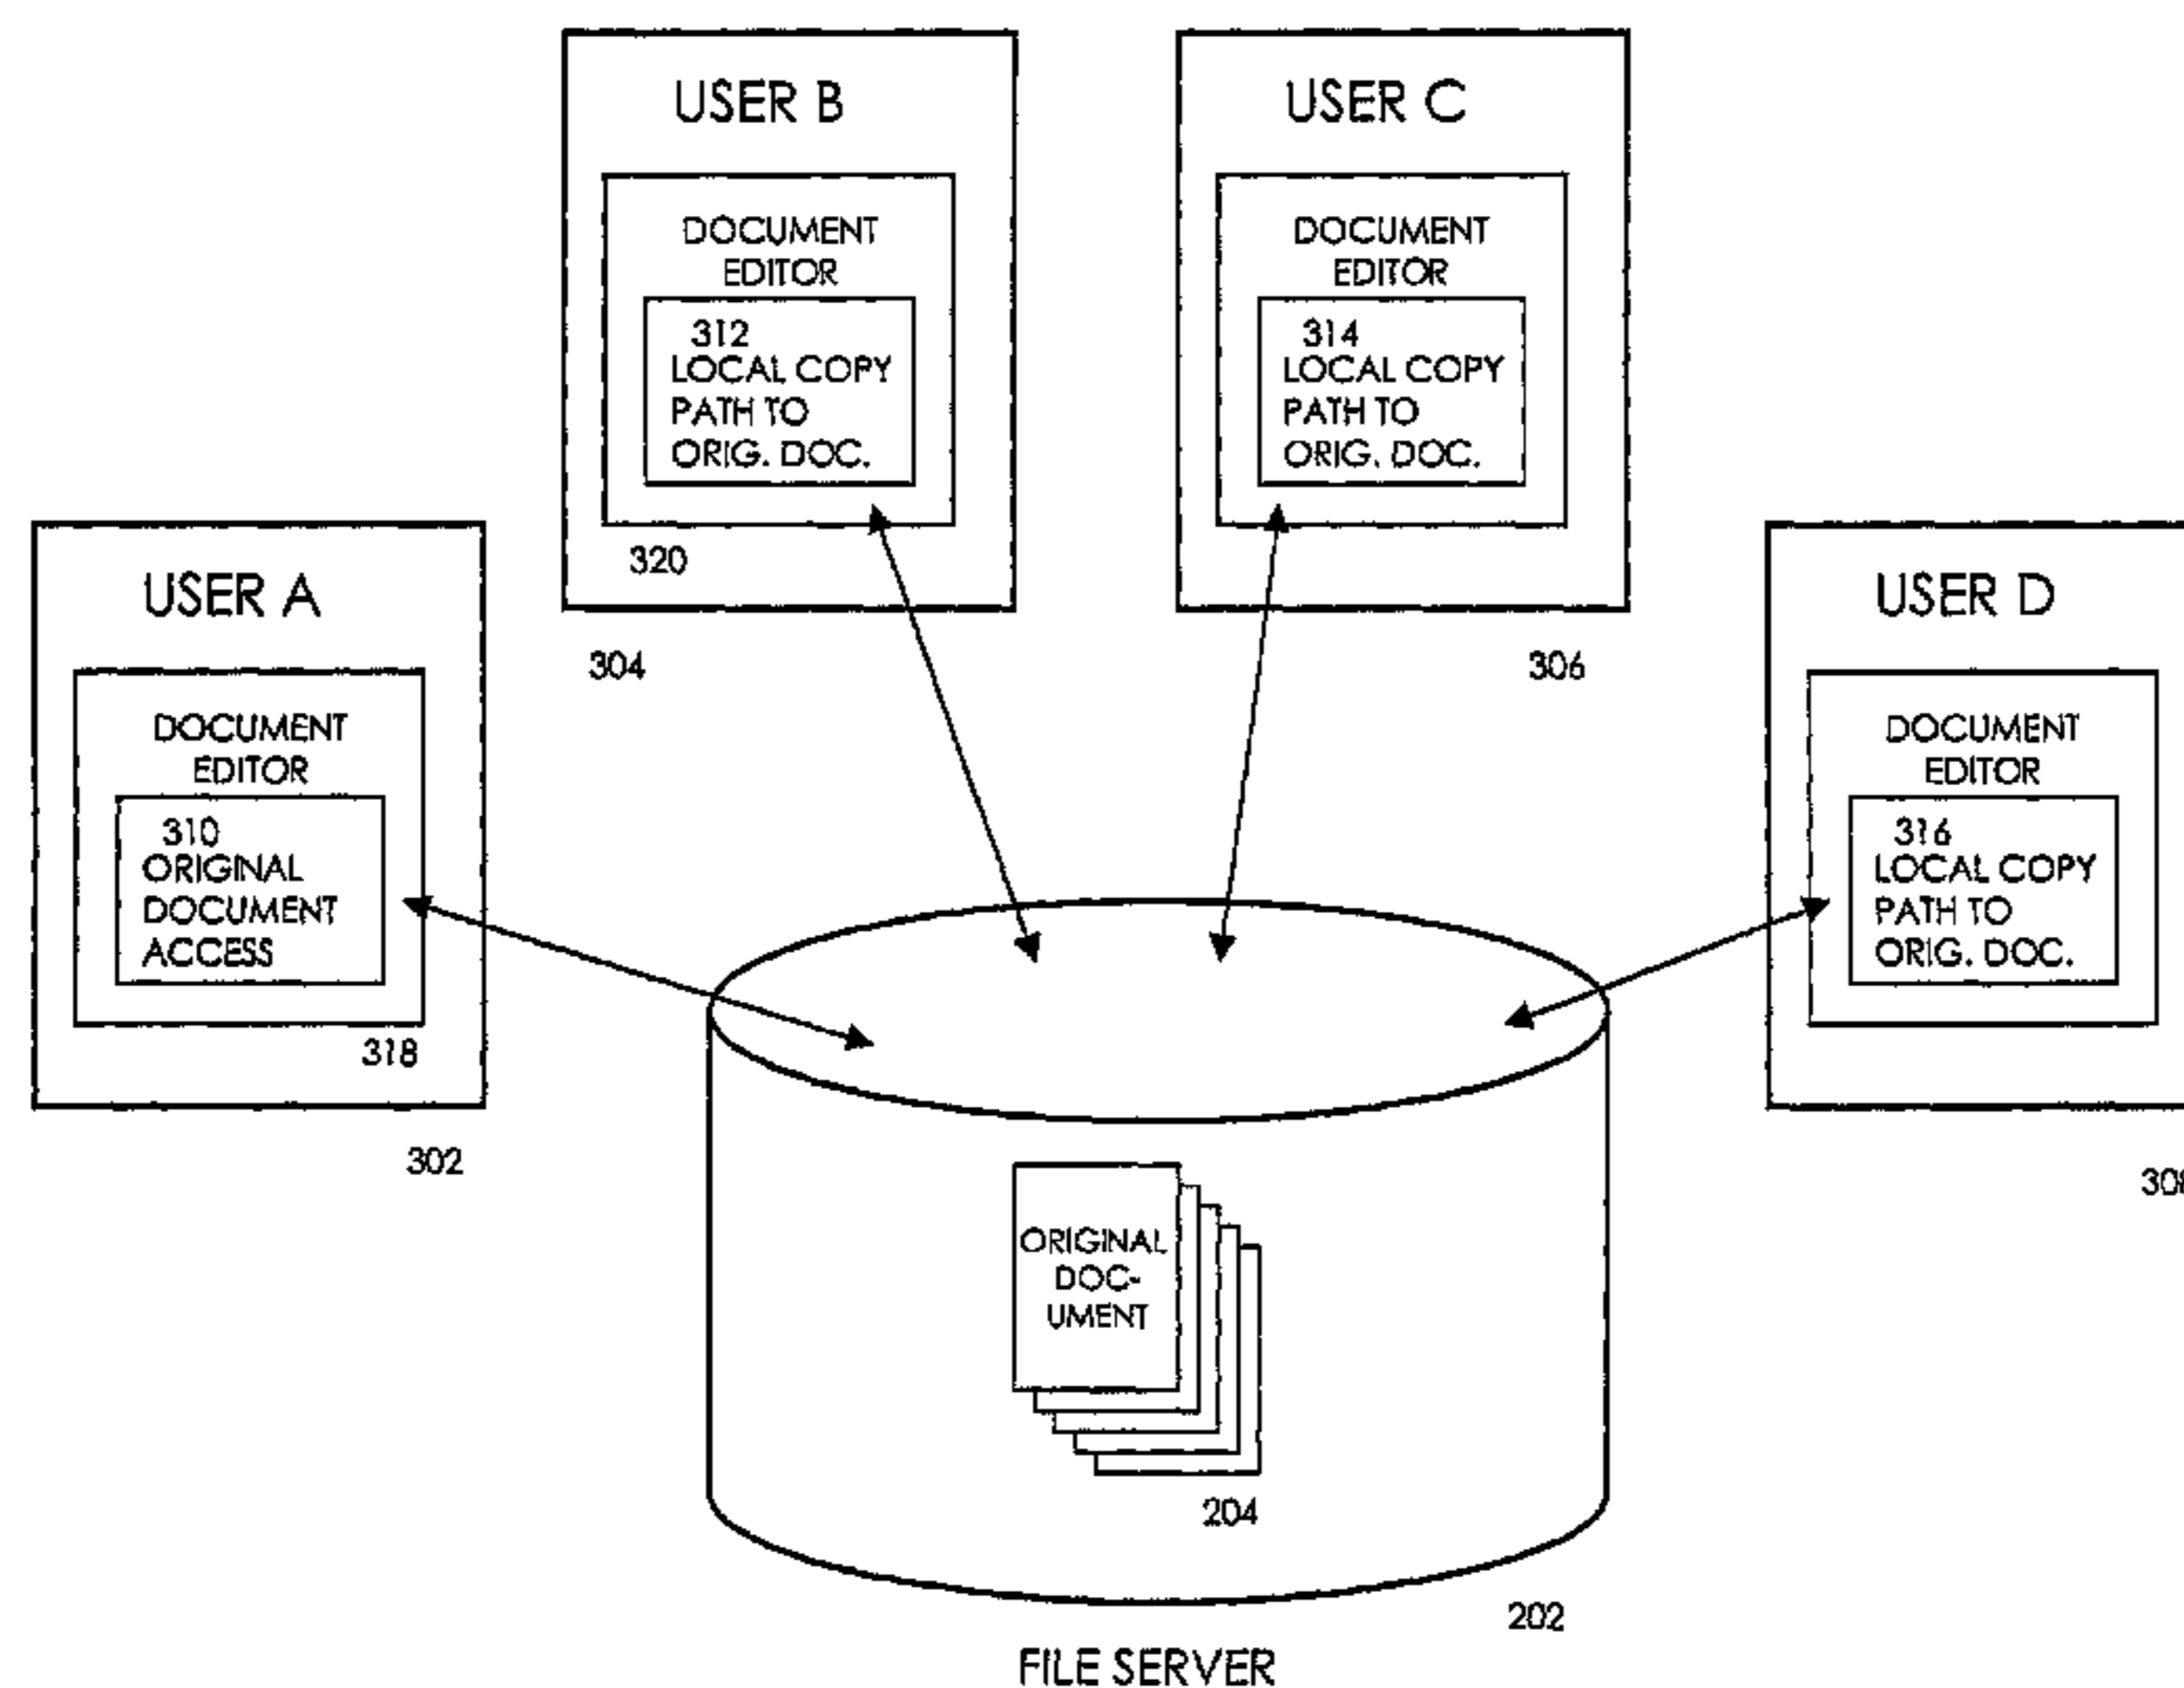 USER B
DOCUMENT
EDITOR
312
LOCAL COPY
PATH TO
ORIG. DOC.
320
304
USER C
DOCUMENT
EDITOR
314
LOCAL COPY
PATH TO
ORIG. DOC.
306
USER A
DOCUMENT
EDITOR
310
ORIGINAL
DOCUMENT
ACCESS
318
302
USER D
DOCUMENT
EDITOR
316
LOCAL COPY
PATH TO
ORIG. DOC.
ORIGINAL
DOC-
UMENT
204
202
FILE SERVER